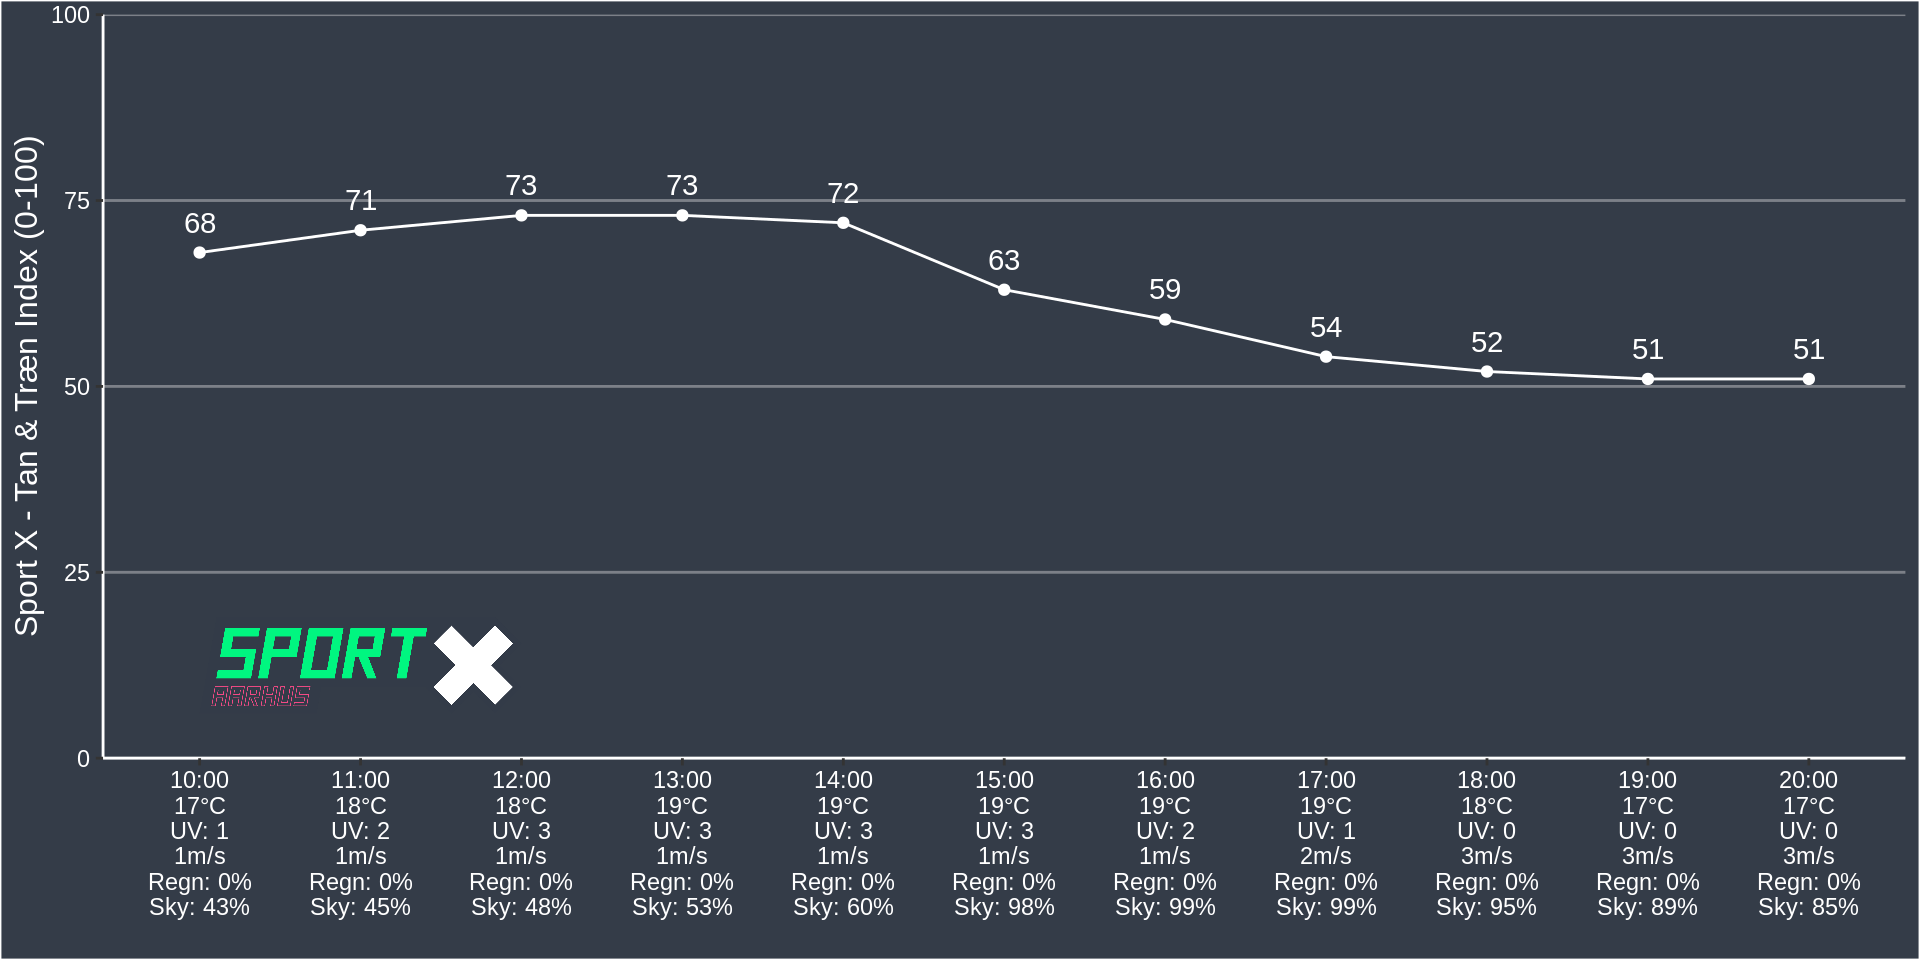 Sport X - Tan & Træn Index (0-100)
100
75
50
25
0
68
71
73
73
72
63
59
54
52
51
51
SPORT X
AARHUS
10:00 11:00 12:00 13:00 14:00 15:00 16:00 17:00 18:00 19:00 20:00
17°C 18°C 18°C 19°C 19°C 19°C 19°C 19°C 18°C 17°C 17°C
UV: 1 UV: 2 UV: 3 UV: 3 UV: 3 UV: 3 UV: 2 UV: 1 UV: 0 UV: 0 UV: 0
1m/s 1m/s 1m/s 1m/s 1m/s 1m/s 1m/s 2m/s 3m/s 3m/s 3m/s
Regn: 0% Regn: 0% Regn: 0% Regn: 0% Regn: 0% Regn: 0% Regn: 0% Regn: 0% Regn: 0% Regn: 0% Regn: 0%
Sky: 43% Sky: 45% Sky: 48% Sky: 53% Sky: 60% Sky: 98% Sky: 99% Sky: 99% Sky: 95% Sky: 89% Sky: 85%